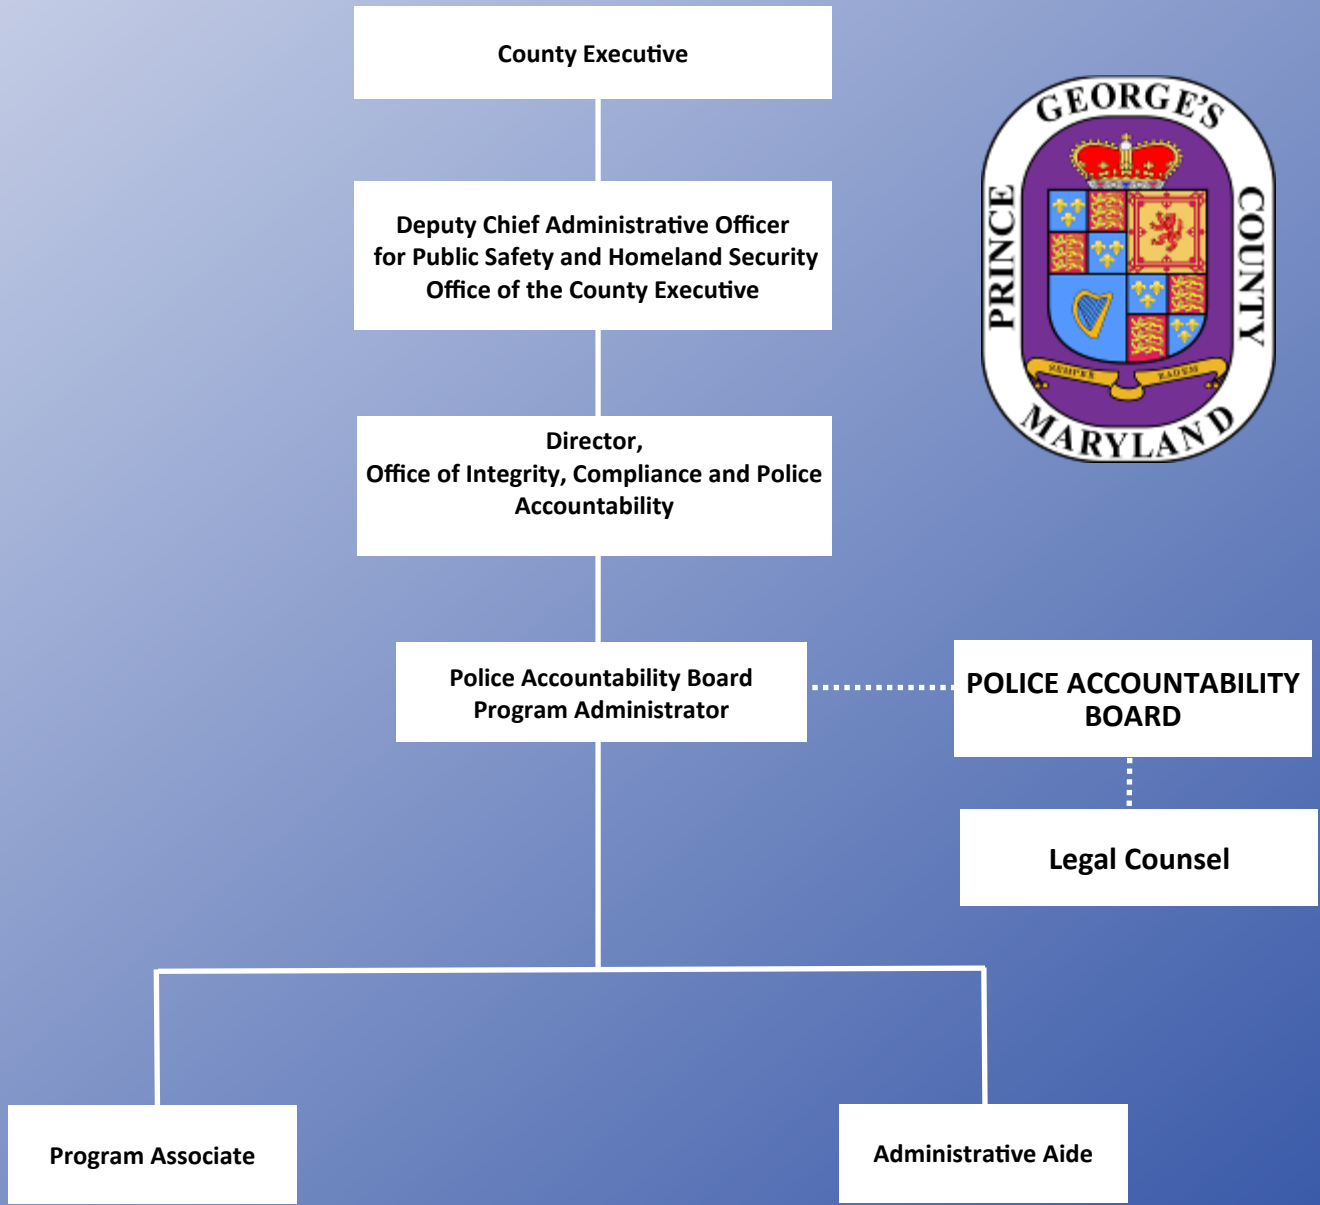 County Executive
PRINCE GEORGE'S COUNTY MARYLAND
SEMPER EADEM
Deputy Chief Administrative Officer
for Public Safety and Homeland Security
Office of the County Executive
Director,
Office of Integrity, Compliance and Police
Accountability
Police Accountability Board
Program Administrator
POLICE ACCOUNTABILITY
BOARD
Legal Counsel
Program Associate
Administrative Aide